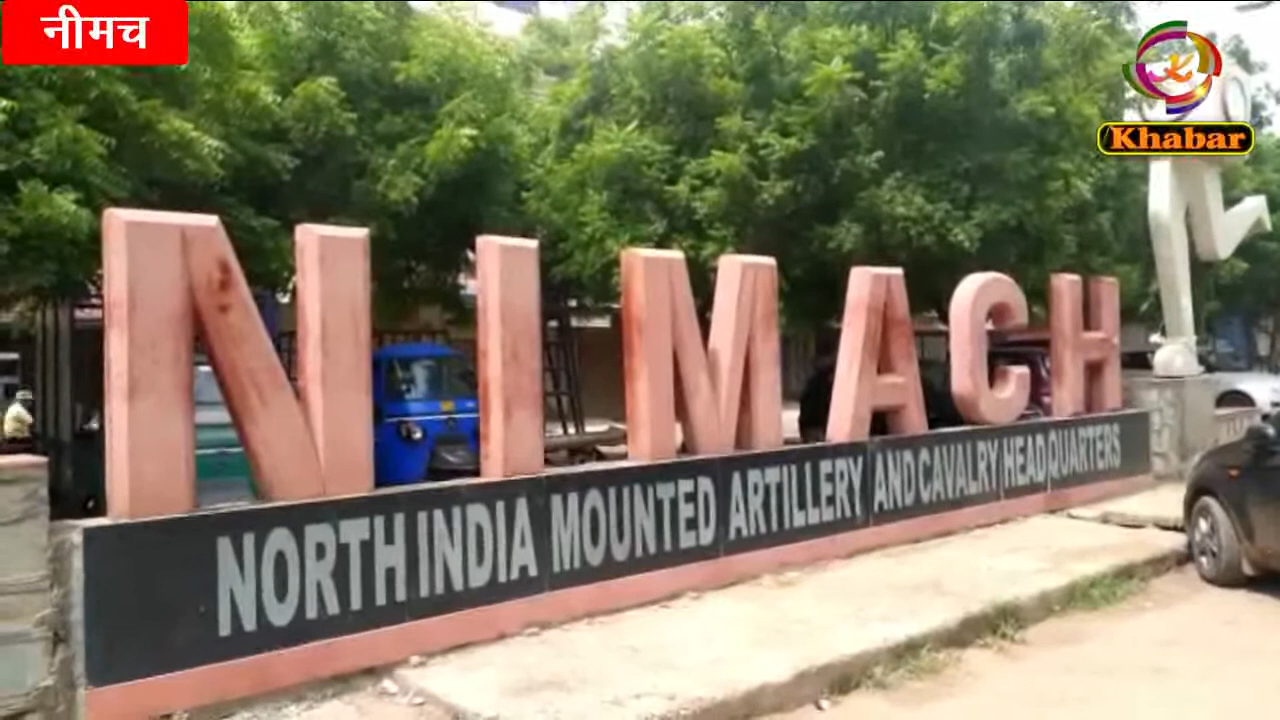 नीमच
Khabar
NIMACH
NORTH INDIA MOUNTED ARTILLERY AND CAVALRY HEADQUARTERS